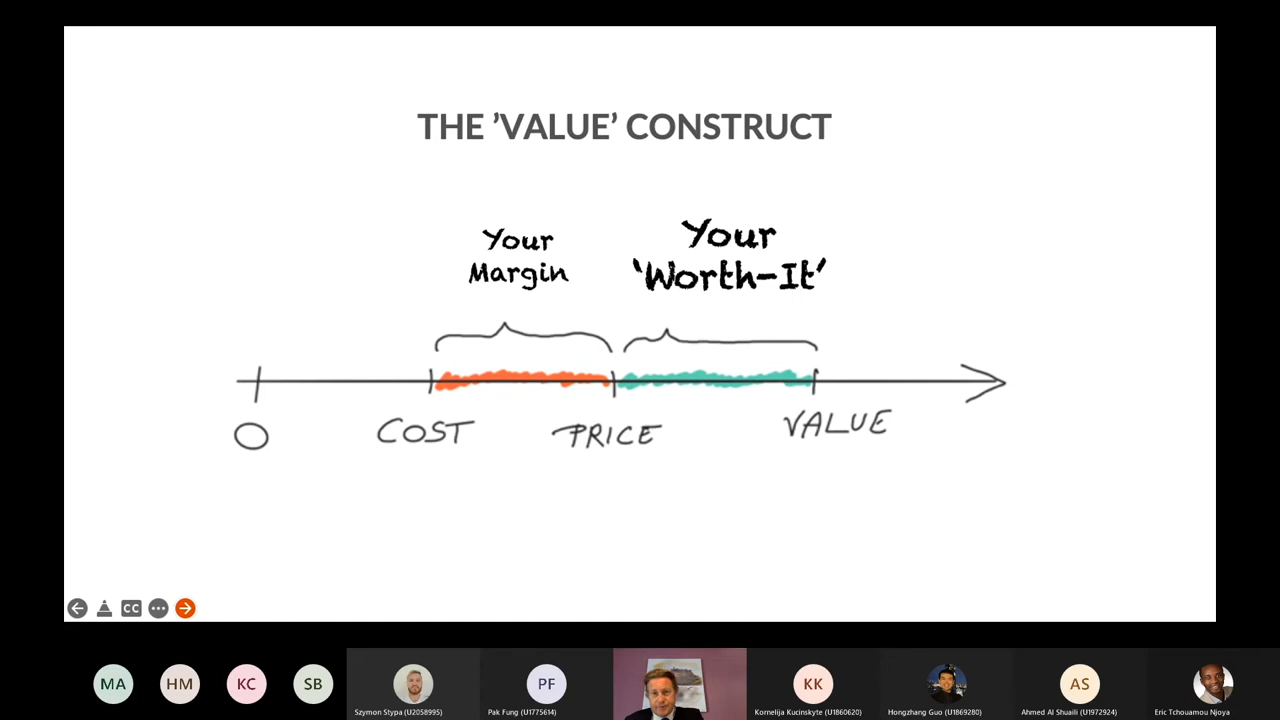 THE ’VALUE’ CONSTRUCT
Your
Margin
Your
‘Worth-It’
O
COST
PRICE
VALUE
CC
MA
HM
KC
SB
Szymon Stypa (U2058995)
PF
Pak Fung (U1775614)
KK
Kornelija Kucinskyte (U1860620)
Hongzhang Guo (U1869280)
AS
Ahmed Al Shuaili (U1972924)
Eric Tchouamou Njoya